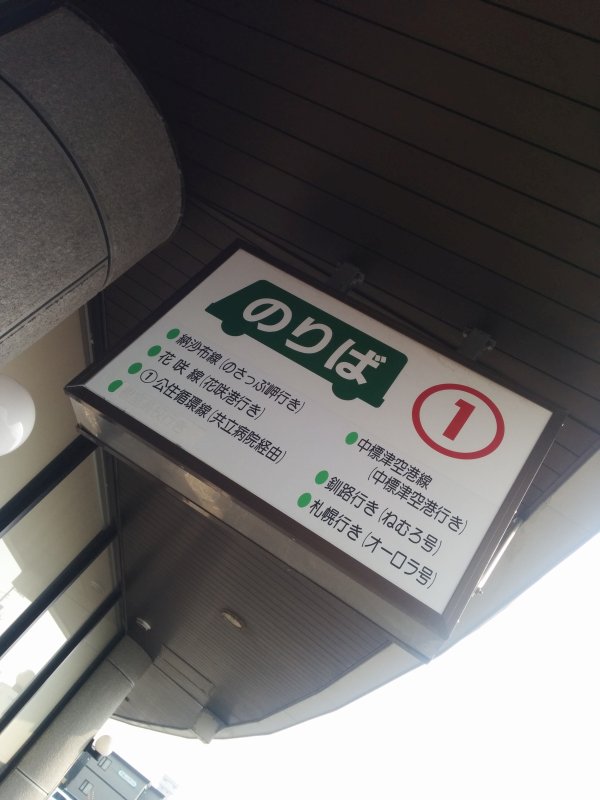 のりば
1
納沙布線(のさっぷ岬行き)
花咲線(花咲港行き)
①公住循環線(共立病院経由)
中標津空港線
(中標津空港行き)
釧路行き(ねむろ号)
札幌行き(オーロラ号)